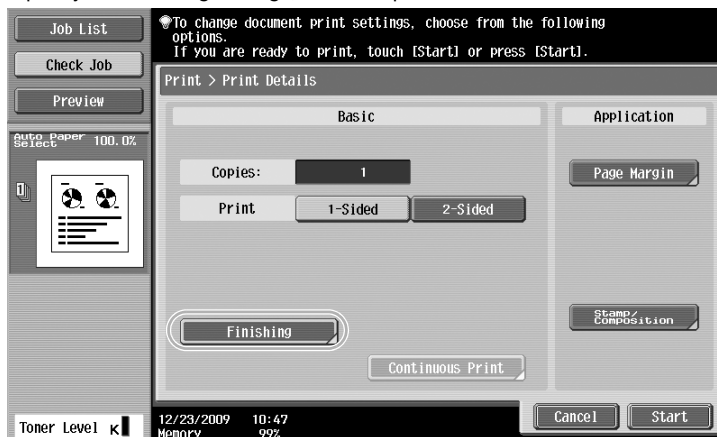 Job List
Check Job
Preview
Auto Paper
Select 100.0%
1
To change document print settings, choose from the following
options.
If you are ready to print, touch [Start] or press [Start].
Print > Print Details
Basic
Application
Copies: 1
Page Margin
Print 1-Sided 2-Sided
Stamp/
Composition
Finishing
Continuous Print
Cancel Start
Toner Level K
12/23/2009 10:47
Memory 99%